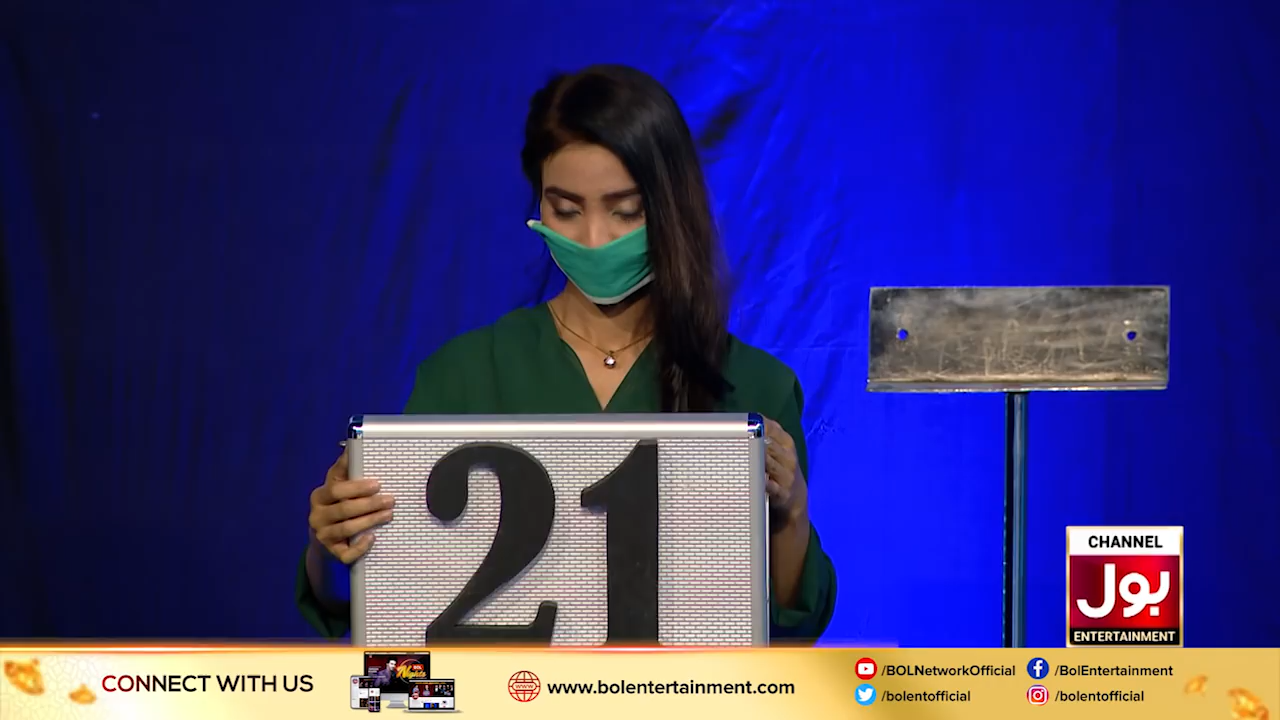 21
CHANNEL
بول
ENTERTAINMENT
CONNECT WITH US
www.bolentertainment.com
/BOLNetworkOfficial
/BolEntertainment
/bolentofficial
/bolentofficial